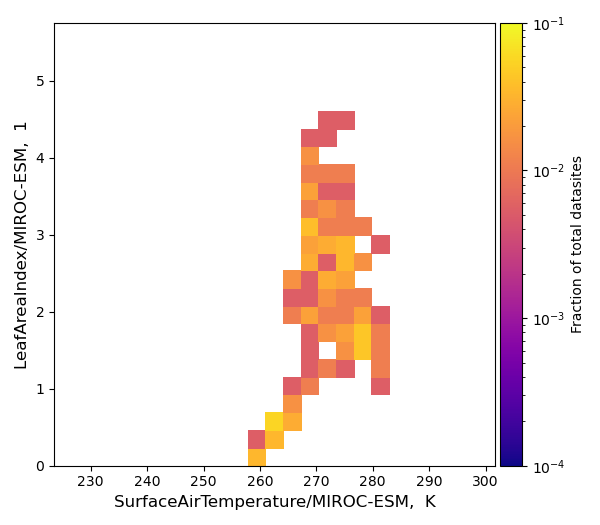 LeafAreaIndex/MIROC-ESM, 1
5
4
3
2
1
0
230 240 250 260 270 280 290 300
SurfaceAirTemperature/MIROC-ESM, K
10⁻¹
10⁻²
10⁻³
10⁻⁴
Fraction of total datasites